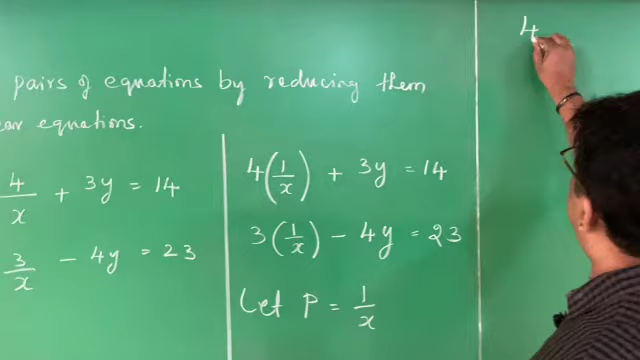 pairs of equations by reducing them
ear equations.
4/x + 3y = 14
3/x - 4y = 23
4(1/x) + 3y = 14
3(1/x) - 4y = 23
Let P = 1/x
4